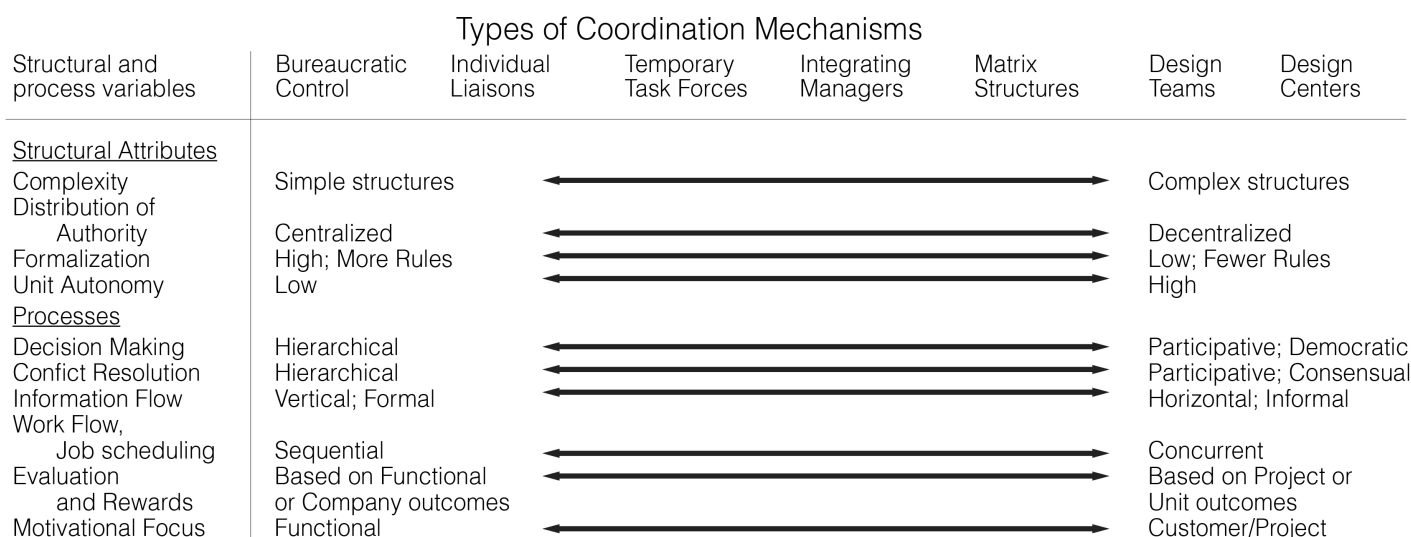 Types of Coordination Mechanisms
Structural and Bureaucratic Individual Temporary Integrating Matrix Design Design
process variables Control Liaisons Task Forces Managers Structures Teams Centers
Structural Attributes
Complexity Simple structures Complex structures
Distribution of
Authority Centralized Decentralized
Formalization High; More Rules Low; Fewer Rules
Unit Autonomy Low High
Processes
Decision Making Hierarchical Participative; Democratic
Confict Resolution Hierarchical Participative; Consensual
Information Flow Vertical; Formal Horizontal; Informal
Work Flow,
Job scheduling Sequential Concurrent
Evaluation Based on Functional Based on Project or
and Rewards or Company outcomes Unit outcomes
Motivational Focus Functional Customer/Project